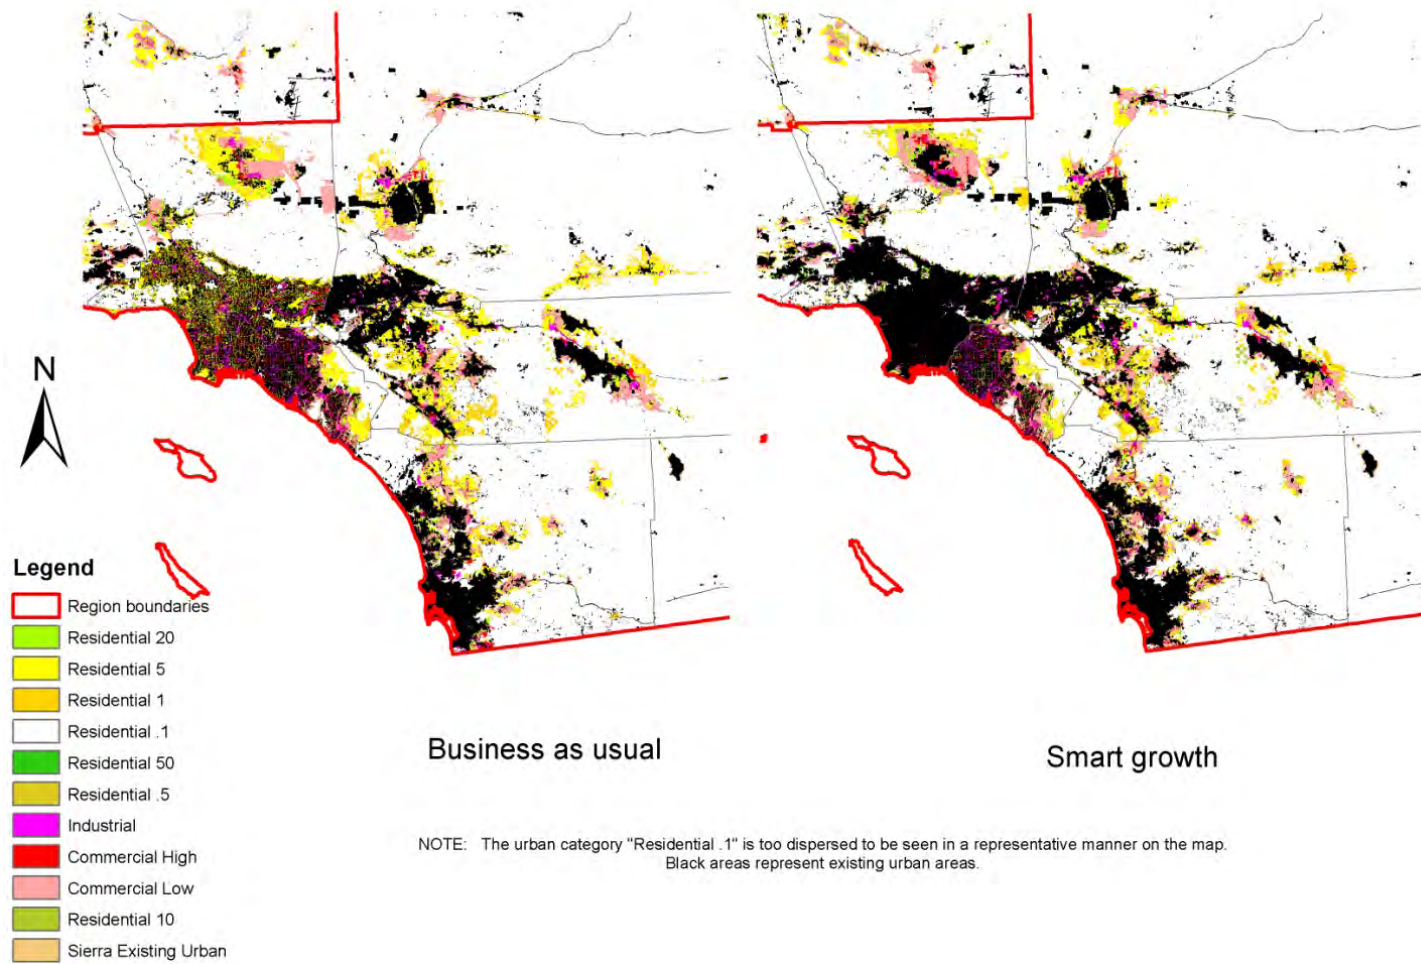 N
Legend
Region boundaries
Residential 20
Residential 5
Residential 1
Residential .1
Residential 50
Residential .5
Industrial
Commercial High
Commercial Low
Residential 10
Sierra Existing Urban
Business as usual
Smart growth
NOTE: The urban category "Residential .1" is too dispersed to be seen in a representative manner on the map.
Black areas represent existing urban areas.